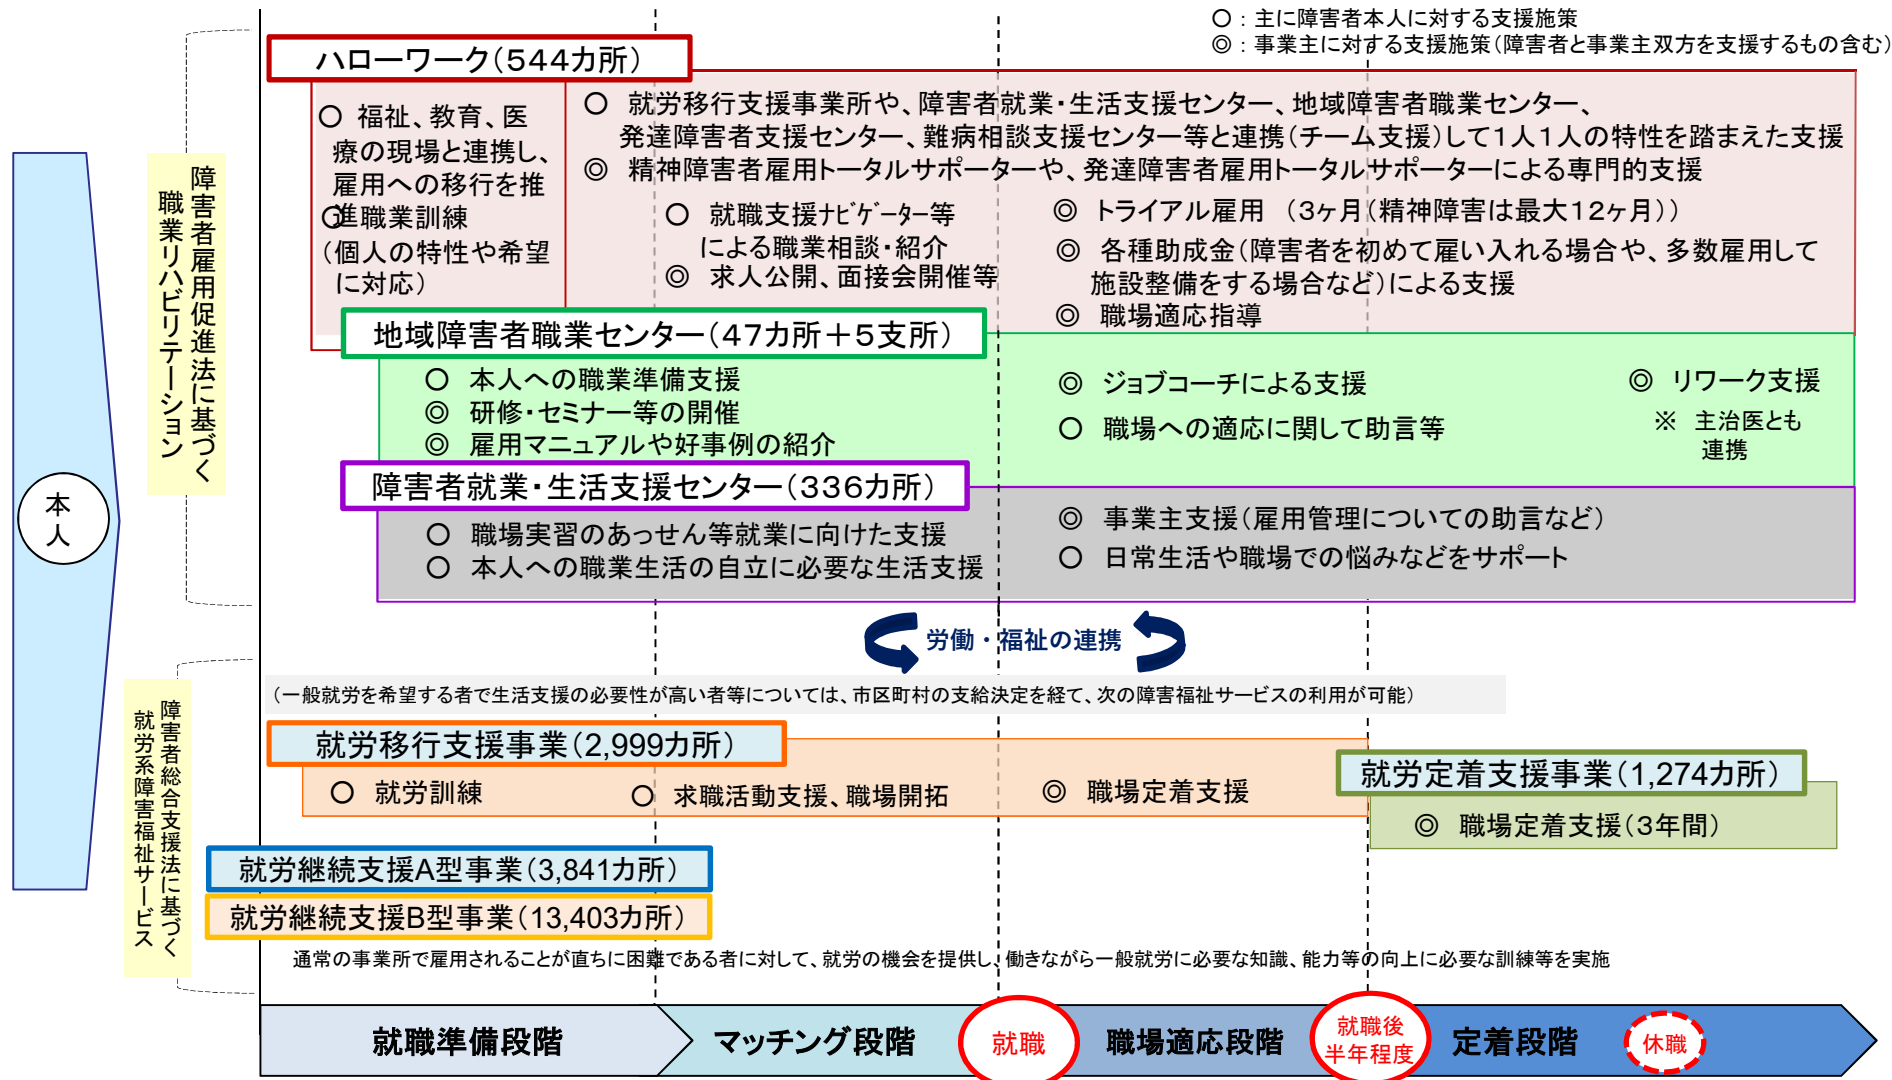 ○：主に障害者本人に対する支援施策
◎：事業主に対する支援施策（障害者と事業主双方を支援するもの含む）
本人
障害者雇用促進法に基づく
職業リハビリテーション
ハローワーク（544カ所）
○ 福祉、教育、医
療の現場と連携し、
雇用への移行を推
進
○ 職業訓練
（個人の特性や希望
に対応）
○ 就労移行支援事業所や、障害者就業・生活支援センター、地域障害者職業センター、
発達障害者支援センター、難病相談支援センター等と連携（チーム支援）して１人１人の特性を踏まえた支援
◎ 精神障害者雇用トータルサポーターや、発達障害者雇用トータルサポーターによる専門的支援
○ 就職支援ﾅﾋﾞｹﾞｰﾀｰ等
による職業相談・紹介
◎ 求人公開、面接会開催等
◎ トライアル雇用 （３ヶ月（精神障害は最大１２ヶ月））
◎ 各種助成金（障害者を初めて雇い入れる場合や、多数雇用して
施設整備をする場合など）による支援
◎ 職場適応指導
地域障害者職業センター（４７カ所＋５支所）
○ 本人への職業準備支援
◎ 研修・セミナー等の開催
◎ 雇用マニュアルや好事例の紹介
◎ ジョブコーチによる支援
○ 職場への適応に関して助言等
◎ リワーク支援
※ 主治医とも
連携
障害者就業・生活支援センター（３３６カ所）
○ 職場実習のあっせん等就業に向けた支援
○ 本人への職業生活の自立に必要な生活支援
◎ 事業主支援（雇用管理についての助言など）
○ 日常生活や職場での悩みなどをサポート
労働・福祉の連携
障害者総合支援法に基づく
就労系障害福祉サービス
（一般就労を希望する者で生活支援の必要性が高い者等については、市区町村の支給決定を経て、次の障害福祉サービスの利用が可能）
就労移行支援事業（2,999カ所）
○ 就労訓練
○ 求職活動支援、職場開拓
◎ 職場定着支援
就労定着支援事業（1,274カ所）
◎ 職場定着支援（３年間）
就労継続支援A型事業（3,841カ所）
就労継続支援B型事業（13,403カ所）
通常の事業所で雇用されることが直ちに困難である者に対して、就労の機会を提供し、働きながら一般就労に必要な知識、能力等の向上に必要な訓練等を実施
就職準備段階
マッチング段階
就職
職場適応段階
就職後
半年程度
定着段階
休職